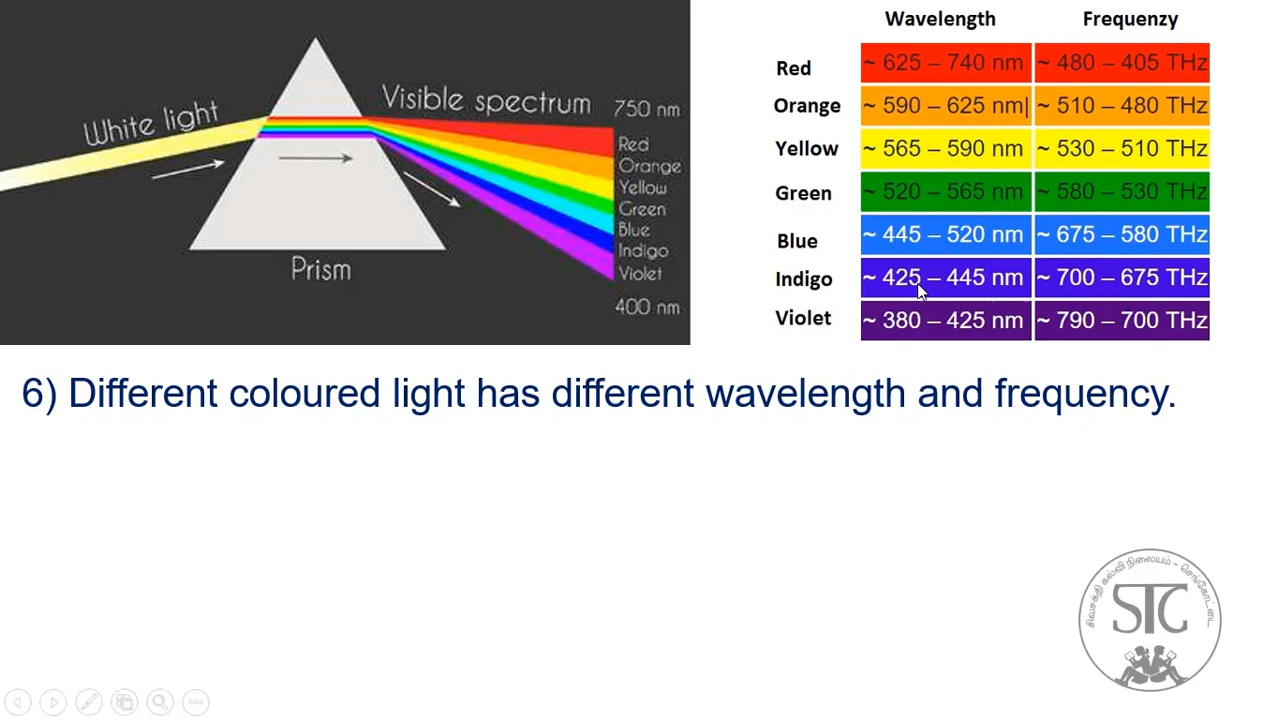 White light
Visible spectrum
750 nm
Red
Orange
Yellow
Green
Blue
Indigo
Violet
400 nm
Prism
Wavelength Frequenzy
Red ~ 625 – 740 nm ~ 480 – 405 THz
Orange ~ 590 – 625 nm| ~ 510 – 480 THz
Yellow ~ 565 – 590 nm ~ 530 – 510 THz
Green ~ 520 – 565 nm ~ 580 – 530 THz
Blue ~ 445 – 520 nm ~ 675 – 580 THz
Indigo ~ 425 – 445 nm ~ 700 – 675 THz
Violet ~ 380 – 425 nm ~ 790 – 700 THz
6) Different coloured light has different wavelength and frequency.
சிவசக்தி கல்வி நிலையம் - செங்கோட்டை
STC